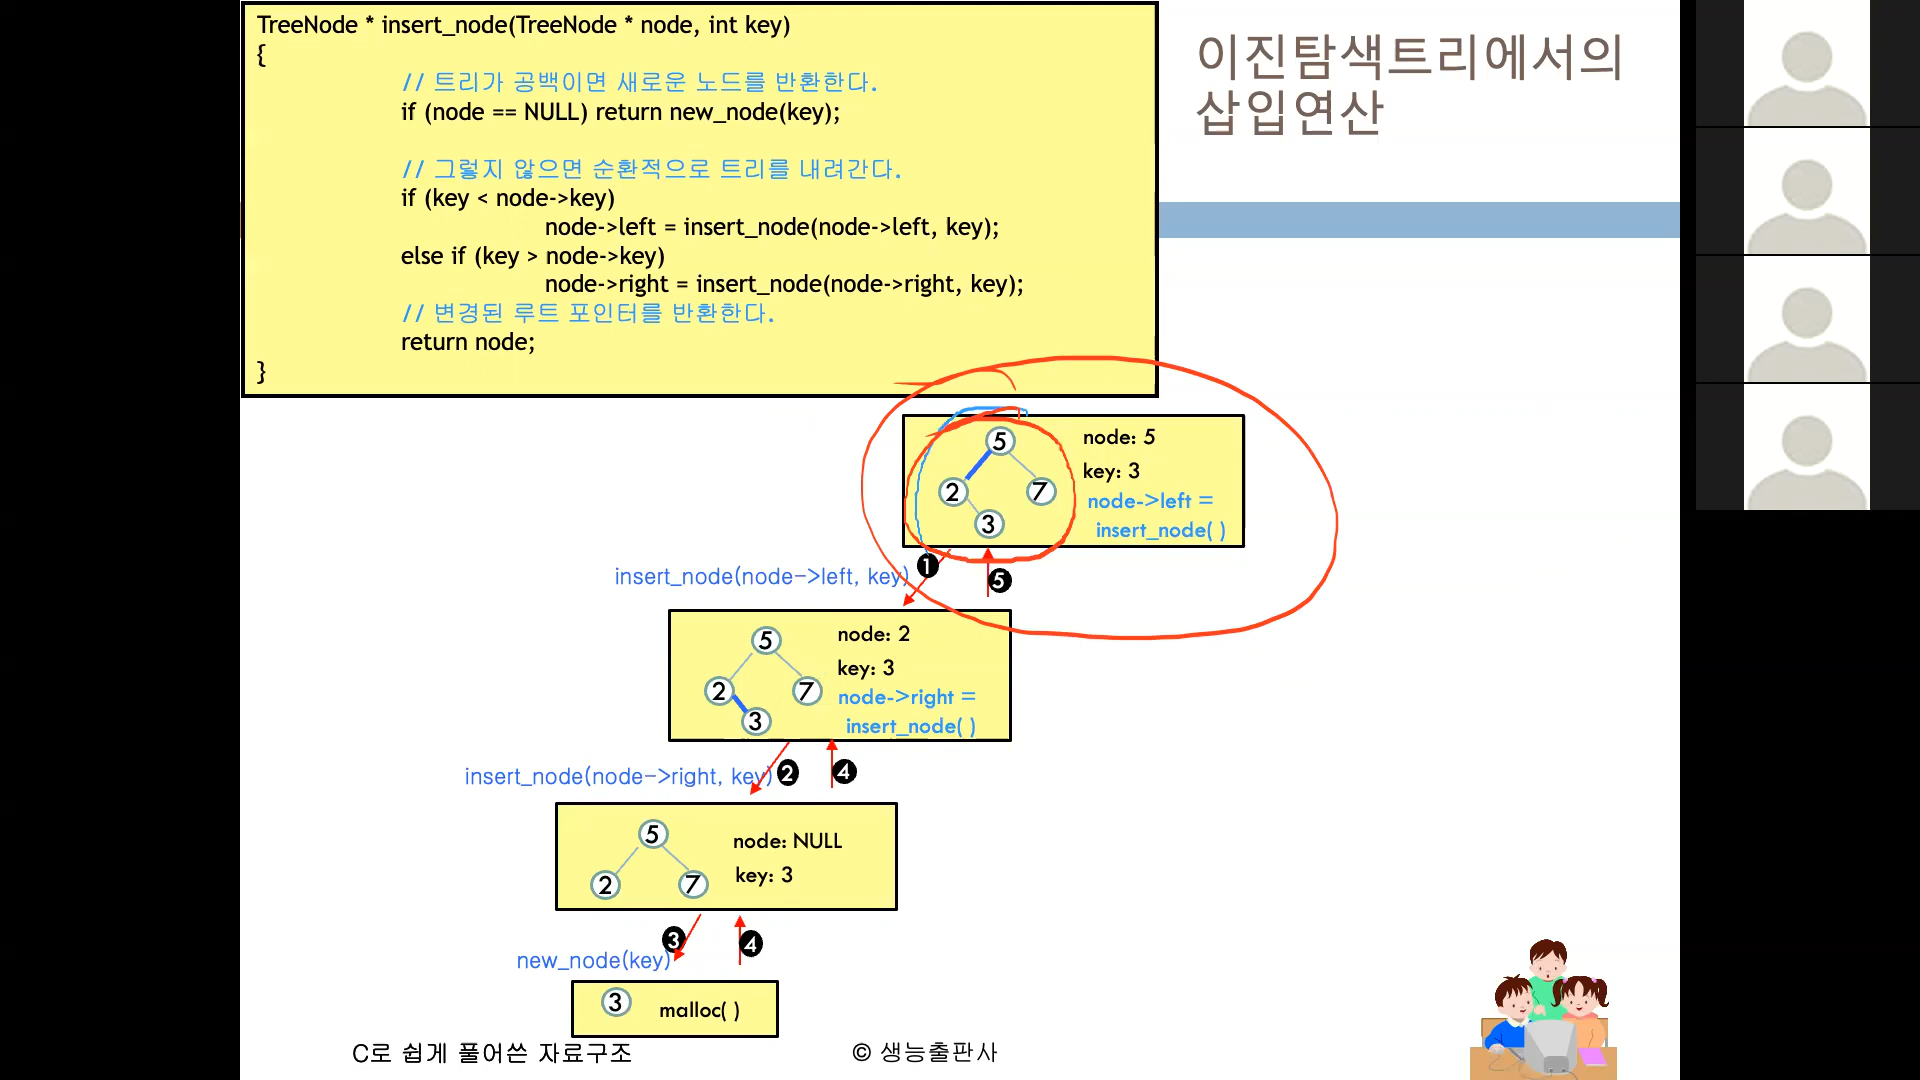 TreeNode * insert_node(TreeNode * node, int key)
{
// 트리가 공백이면 새로운 노드를 반환한다.
if (node == NULL) return new_node(key);
// 그렇지 않으면 순환적으로 트리를 내려간다.
if (key < node->key)
node->left = insert_node(node->left, key);
else if (key > node->key)
node->right = insert_node(node->right, key);
// 변경된 루트 포인터를 반환한다.
return node;
}
이진탐색트리에서의
삽입연산
5
2
7
3
node: 5
key: 3
node->left =
insert_node( )
insert_node(node->left, key)
1
5
5
2
7
3
node: 2
key: 3
node->right =
insert_node( )
insert_node(node->right, key)
2
4
5
2
7
node: NULL
key: 3
3
4
new_node(key)
3
malloc( )
C로 쉽게 풀어쓴 자료구조
© 생능출판사